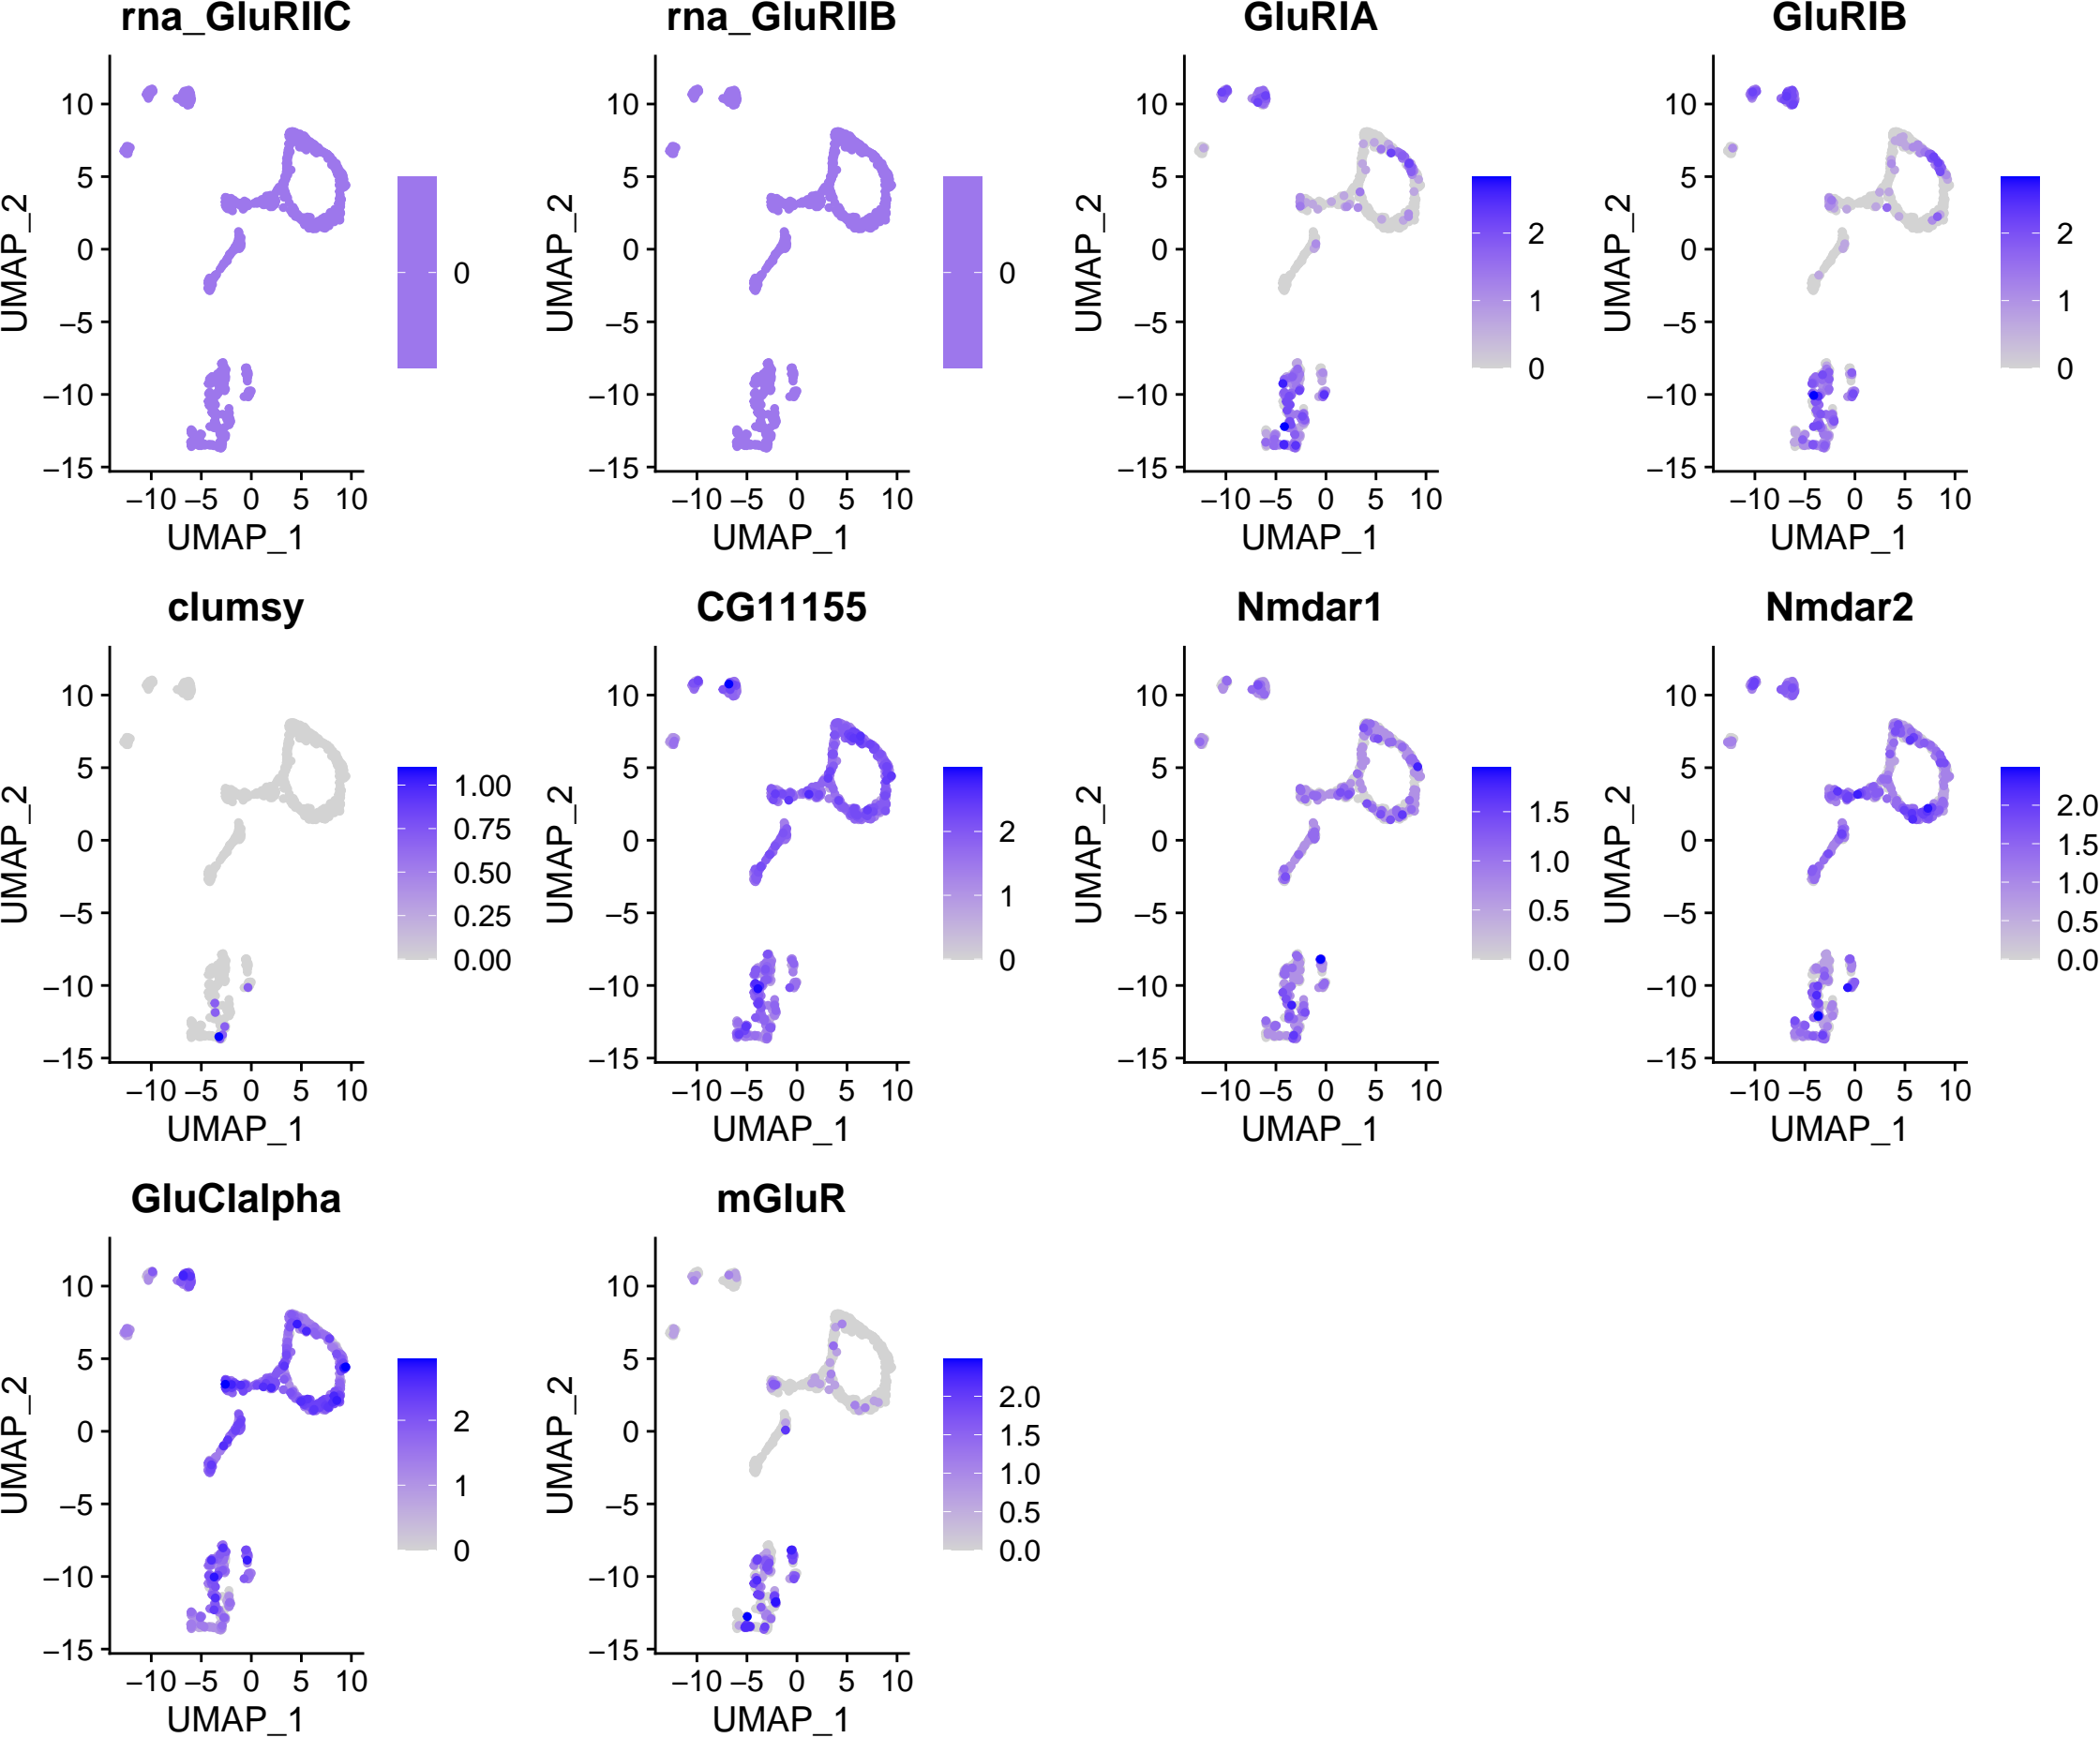 rna_GluRIIC
UMAP_2
10
5
0
−5
−10
−15
−10 −5 0 5 10
UMAP_1
0
rna_GluRIIB
UMAP_2
10
5
0
−5
−10
−15
−10 −5 0 5 10
UMAP_1
0
GluRIA
UMAP_2
10
5
0
−5
−10
−15
−10 −5 0 5 10
UMAP_1
2
1
0
GluRIB
UMAP_2
10
5
0
−5
−10
−15
−10 −5 0 5 10
UMAP_1
2
1
0
clumsy
UMAP_2
10
5
0
−5
−10
−15
−10 −5 0 5 10
UMAP_1
1.00
0.75
0.50
0.25
0.00
CG11155
UMAP_2
10
5
0
−5
−10
−15
−10 −5 0 5 10
UMAP_1
2
1
0
Nmdar1
UMAP_2
10
5
0
−5
−10
−15
−10 −5 0 5 10
UMAP_1
1.5
1.0
0.5
0.0
Nmdar2
UMAP_2
10
5
0
−5
−10
−15
−10 −5 0 5 10
UMAP_1
2.0
1.5
1.0
0.5
0.0
GluClalpha
UMAP_2
10
5
0
−5
−10
−15
−10 −5 0 5 10
UMAP_1
2
1
0
mGluR
UMAP_2
10
5
0
−5
−10
−15
−10 −5 0 5 10
UMAP_1
2.0
1.5
1.0
0.5
0.0